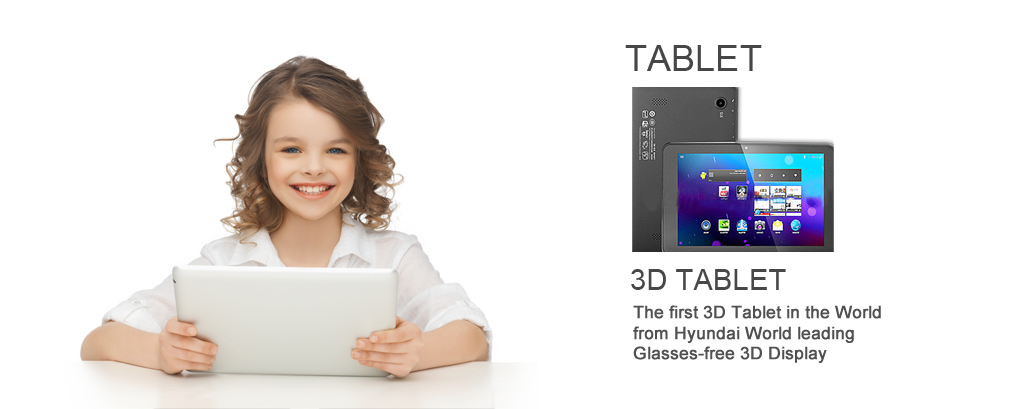 TABLET
3D TABLET
The first 3D Tablet in the World
from Hyundai World leading
Glasses-free 3D Display